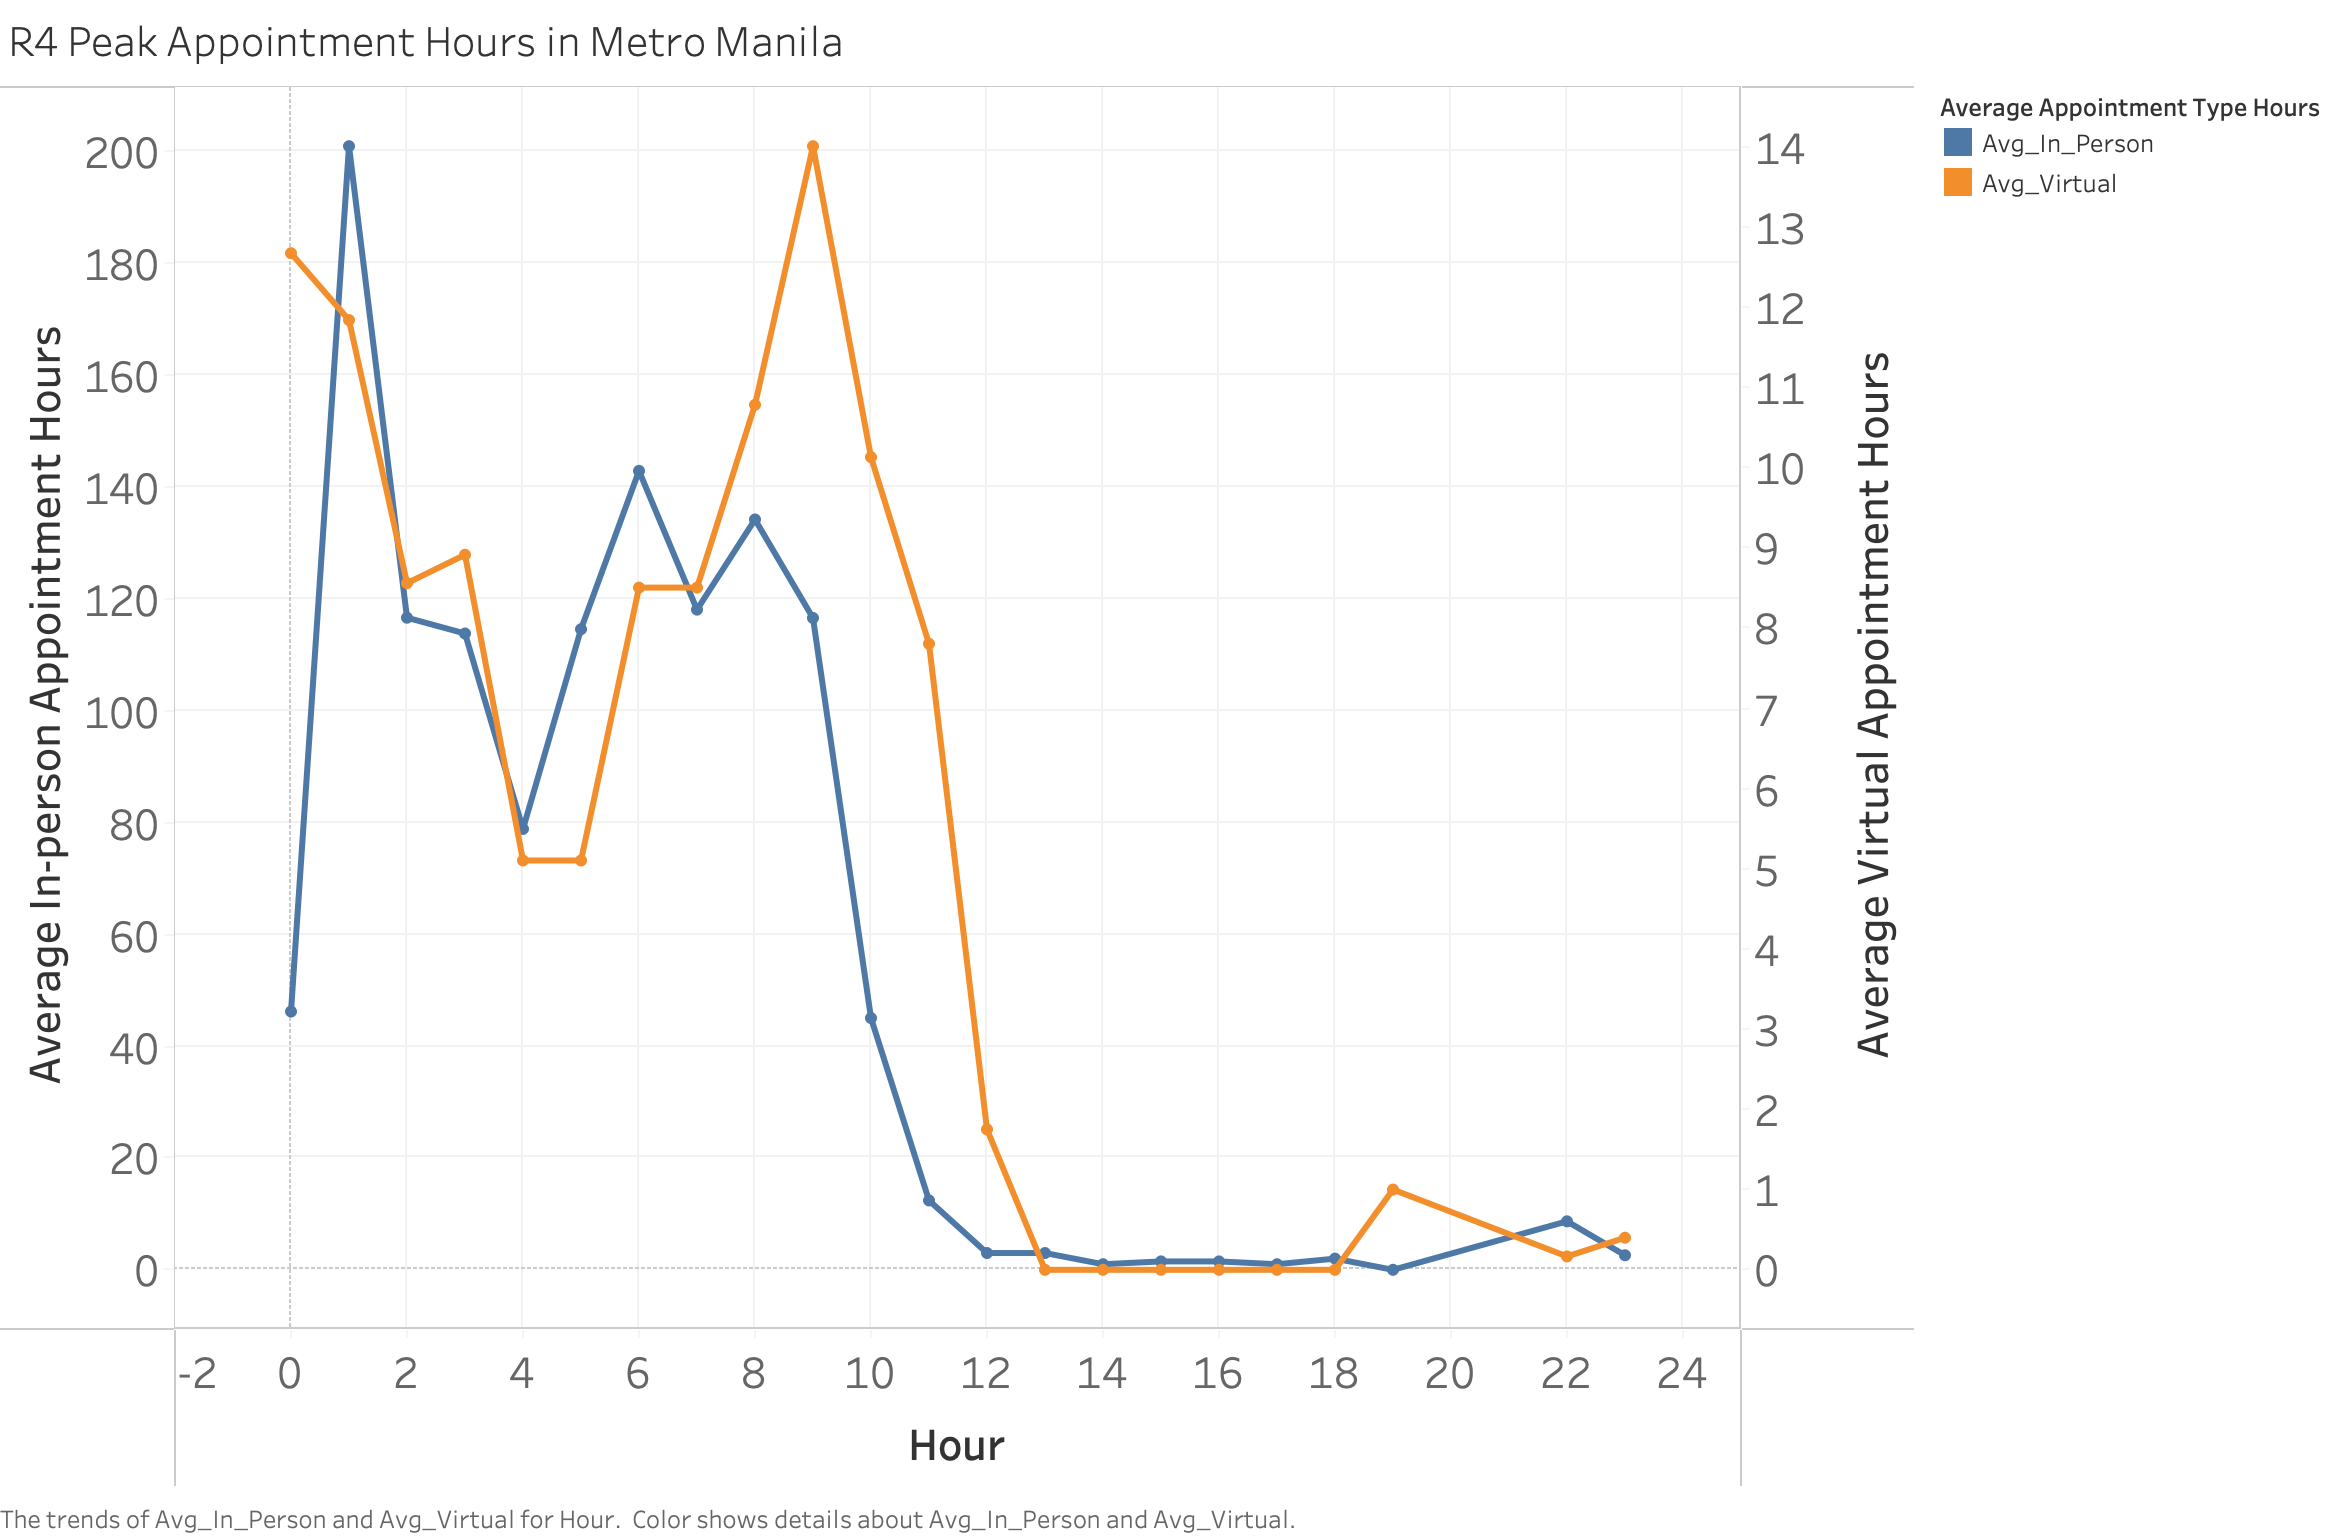 R4 Peak Appointment Hours in Metro Manila
Average In-person Appointment Hours
200
180
160
140
120
100
80
60
40
20
0
14
13
12
11
10
9
8
7
6
5
4
3
2
1
0
Average Virtual Appointment Hours
Average Appointment Type Hours
Avg_In_Person
Avg_Virtual
-2 0 2 4 6 8 10 12 14 16 18 20 22 24
Hour
The trends of Avg_In_Person and Avg_Virtual for Hour. Color shows details about Avg_In_Person and Avg_Virtual.